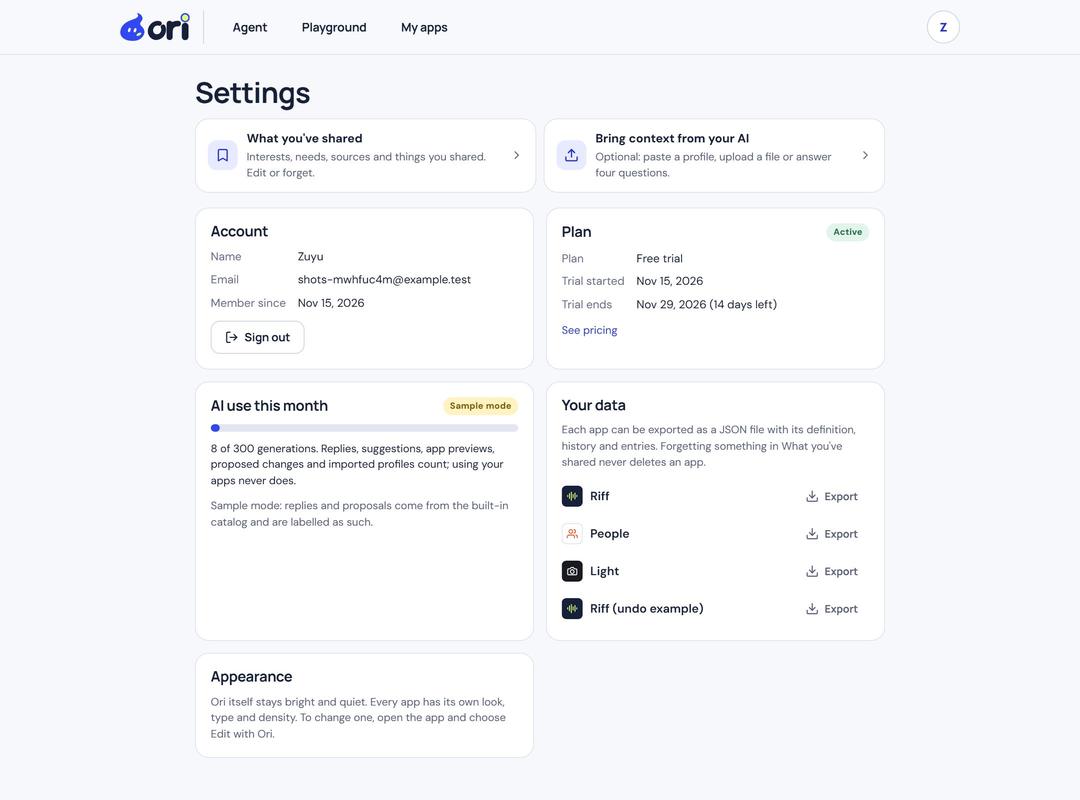 ori
Agent
Playground
My apps
Z
Settings
What you've shared
Interests, needs, sources and things you shared.
Edit or forget.
Bring context from your AI
Optional: paste a profile, upload a file or answer
four questions.
Account
Name Zuyu
Email shots-mwhfuc4m@example.test
Member since Nov 15, 2026
Sign out
Plan
Active
Plan Free trial
Trial started Nov 15, 2026
Trial ends Nov 29, 2026 (14 days left)
See pricing
AI use this month
Sample mode
8 of 300 generations. Replies, suggestions, app previews,
proposed changes and imported profiles count; using your
apps never does.
Sample mode: replies and proposals come from the built-in
catalog and are labelled as such.
Your data
Each app can be exported as a JSON file with its definition,
history and entries. Forgetting something in What you've
shared never deletes an app.
Riff Export
People Export
Light Export
Riff (undo example) Export
Appearance
Ori itself stays bright and quiet. Every app has its own look,
type and density. To change one, open the app and choose
Edit with Ori.